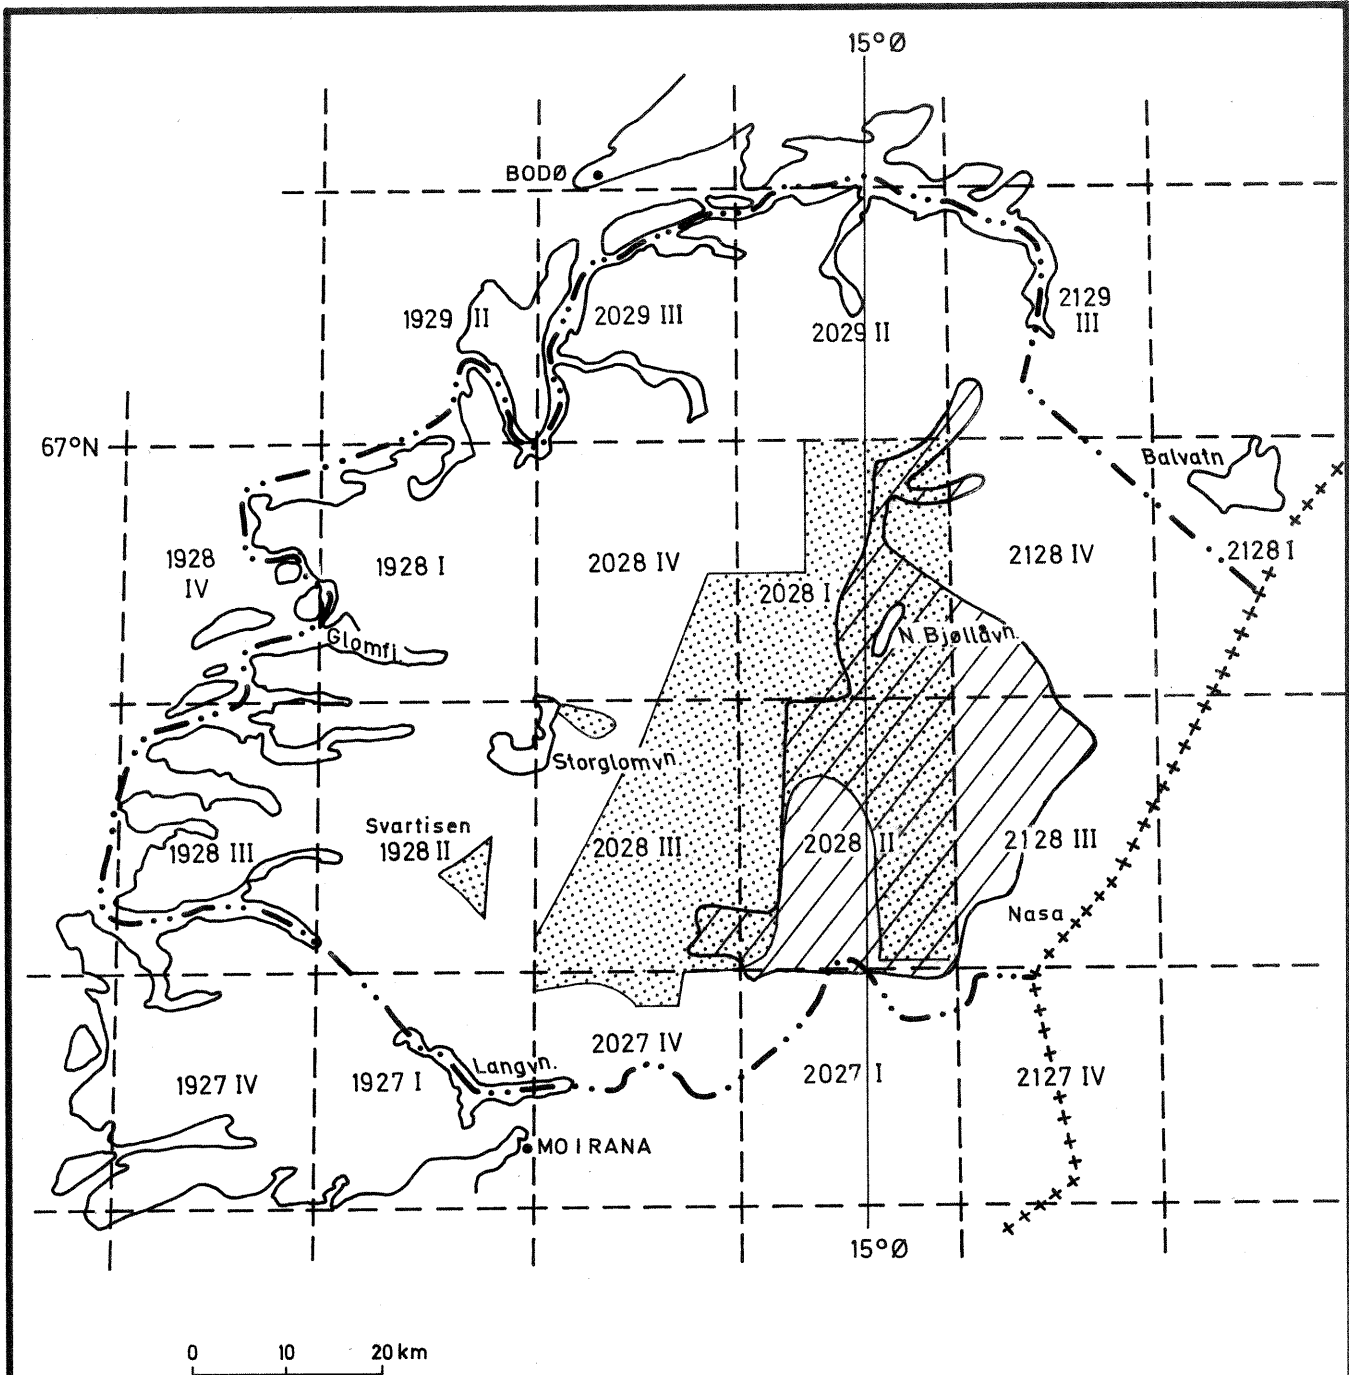 15°Ø
BODØ
1929 II
2029 III
2029 II
2129
III
67°N
Balvatn
1928
IV
1928 I
2028 IV
2028 I
2128 IV
2128 I
Glomfj.
N. Bjøllåvn.
Storglomvn.
Svartisen
1928 II
1928 III
2028 III
2028 II
2128 III
Nasa
1927 IV
1927 I
Langvn.
2027 IV
2027 I
2127 IV
MO I RANA
15°Ø
0 10 20 km